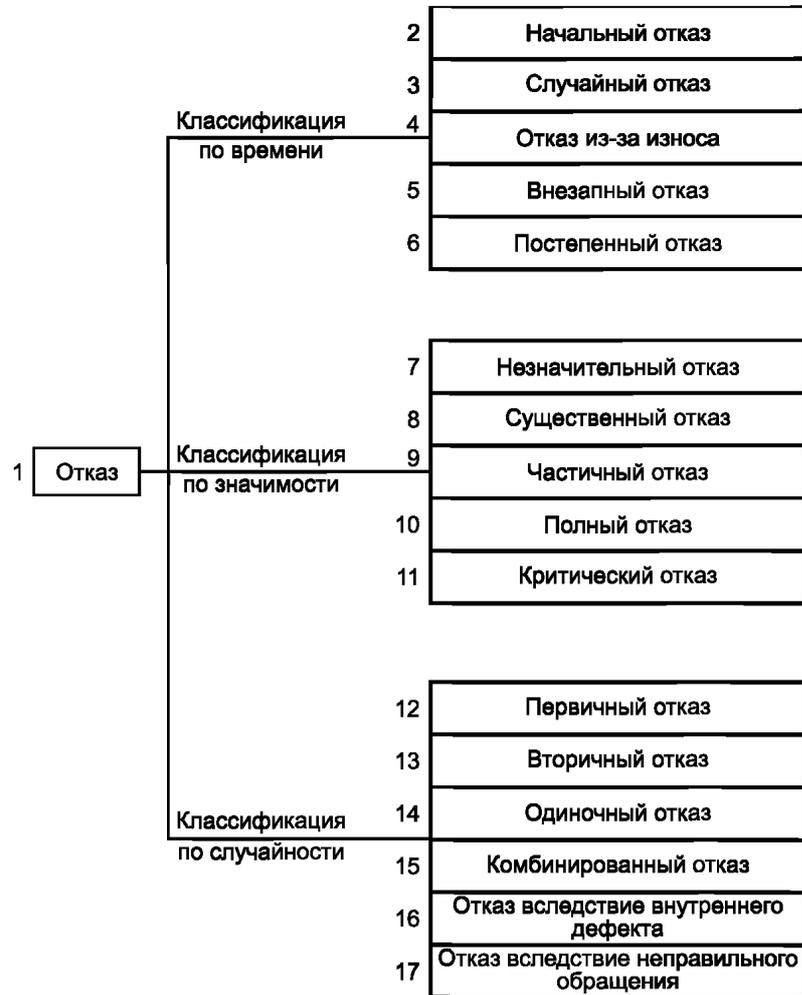 2 Начальный отказ
3 Случайный отказ
Классификация
по времени
4 Отказ из-за износа
5 Внезапный отказ
6 Постепенный отказ
7 Незначительный отказ
8 Существенный отказ
1 Отказ
Классификация
по значимости
9 Частичный отказ
10 Полный отказ
11 Критический отказ
12 Первичный отказ
13 Вторичный отказ
14 Одиночный отказ
Классификация
по случайности
15 Комбинированный отказ
16 Отказ вследствие внутреннего
дефекта
17 Отказ вследствие неправильного
обращения